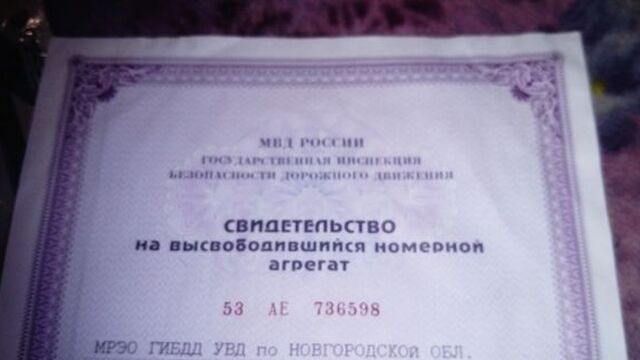 МВД РОССИИ
ГОСУДАРСТВЕННАЯ ИНСПЕКЦИЯ
БЕЗОПАСНОСТИ ДОРОЖНОГО ДВИЖЕНИЯ
СВИДЕТЕЛЬСТВО
на высвободившийся номерной
агрегат
53 АЕ 736598
МРЭО ГИБДД УВД по НОВГОРОДСКОЙ ОБЛ.